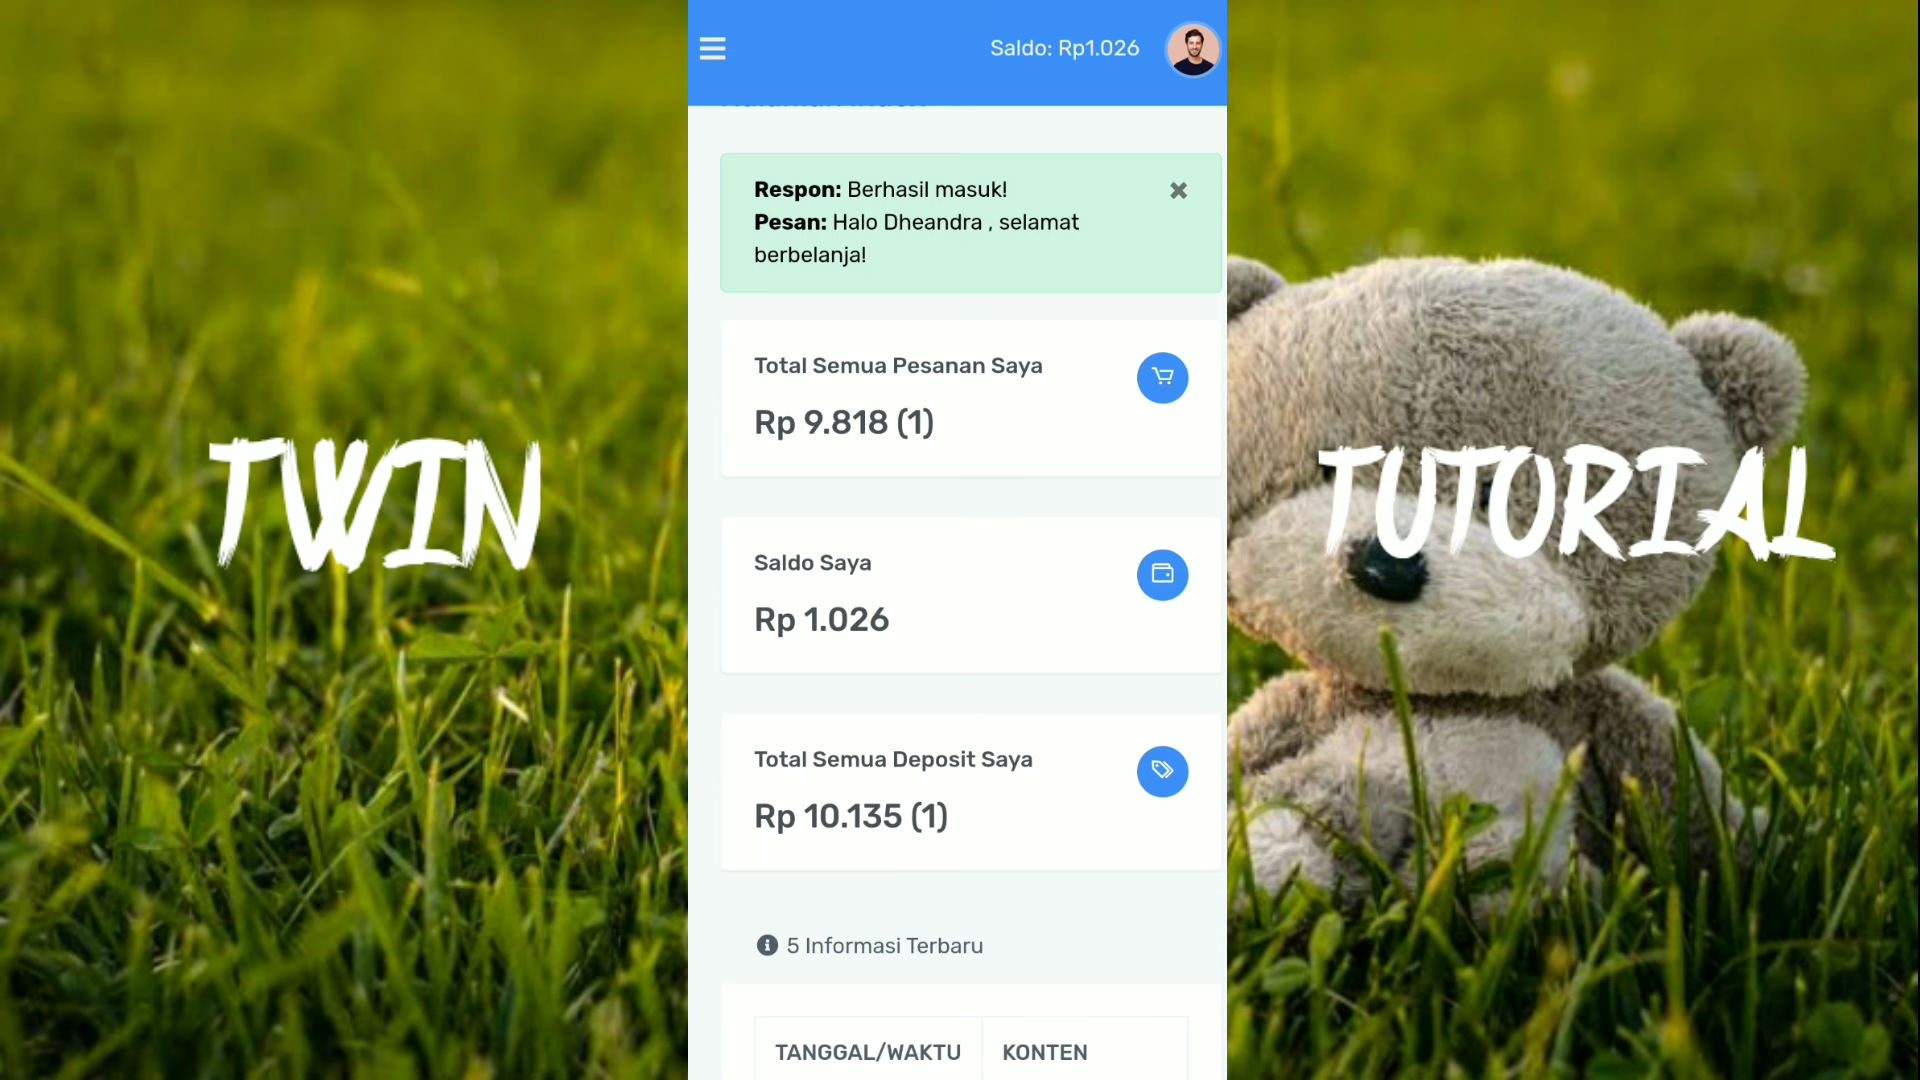 Saldo: Rp1.026
Respon: Berhasil masuk!
Pesan: Halo Dheandra , selamat
berbelanja!
Total Semua Pesanan Saya
Rp 9.818 (1)
TWIN
TUTORIAL
Saldo Saya
Rp 1.026
Total Semua Deposit Saya
Rp 10.135 (1)
5 Informasi Terbaru
TANGGAL/WAKTU
KONTEN